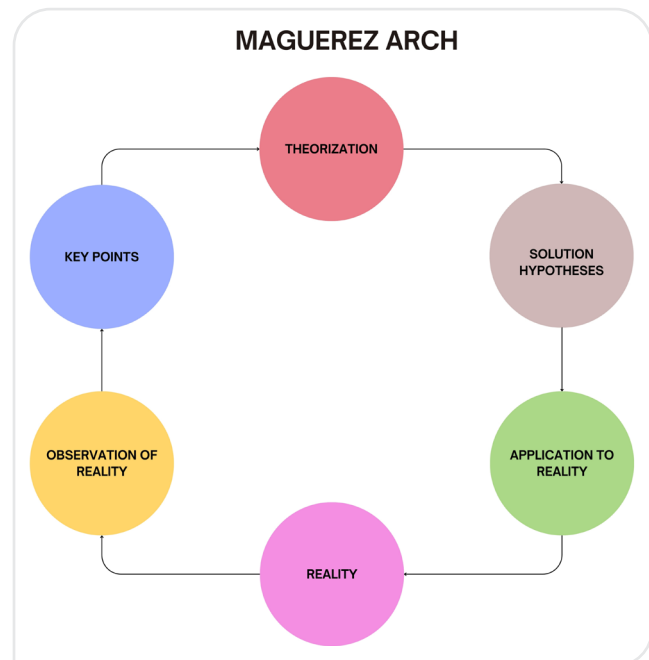 MAGUEREZ ARCH
THEORIZATION
KEY POINTS
SOLUTION
HYPOTHESES
OBSERVATION OF
REALITY
APPLICATION TO
REALITY
REALITY